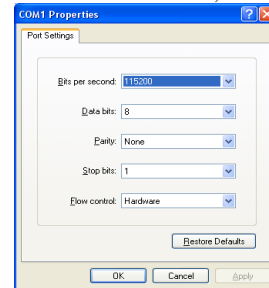 COM1 Properties
Port Settings
Bits per second: 115200
Data bits: 8
Parity: None
Stop bits: 1
Flow control: Hardware
Restore Defaults
OK Cancel Apply